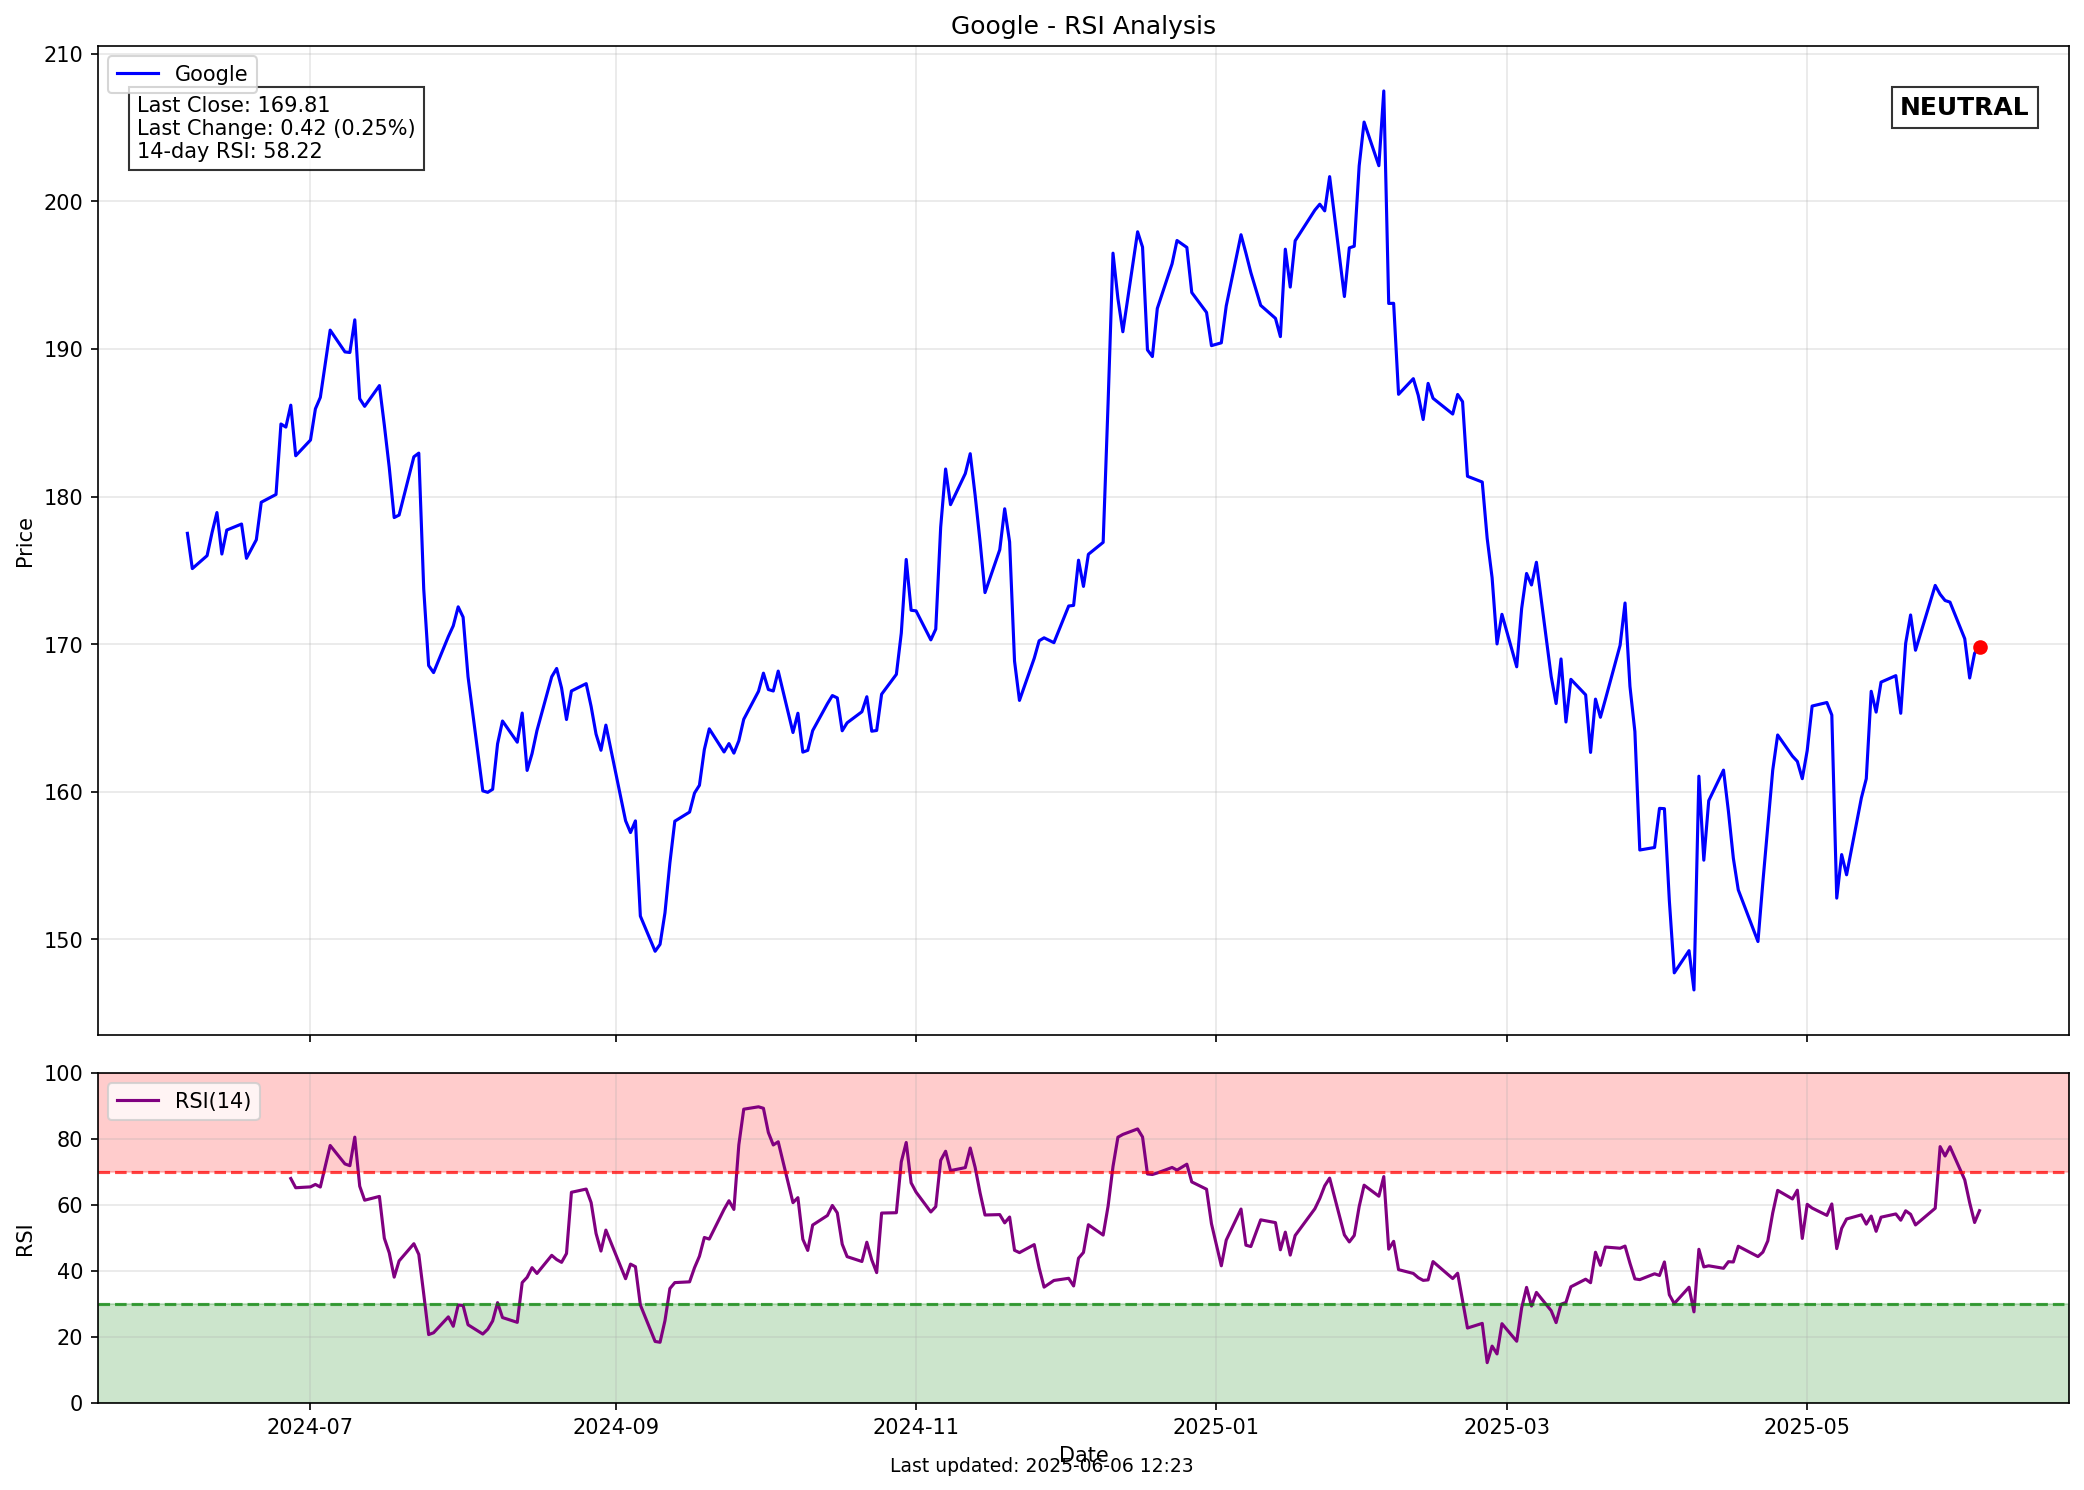 Google - RSI Analysis
210
200
190
180
170
160
150
Price
Google
Last Close: 169.81
Last Change: 0.42 (0.25%)
14-day RSI: 58.22
NEUTRAL
100
80
60
40
20
0
RSI
RSI(14)
2024-07
2024-09
2024-11
2025-01
2025-03
2025-05
Date
Last updated: 2025-06-06 12:23